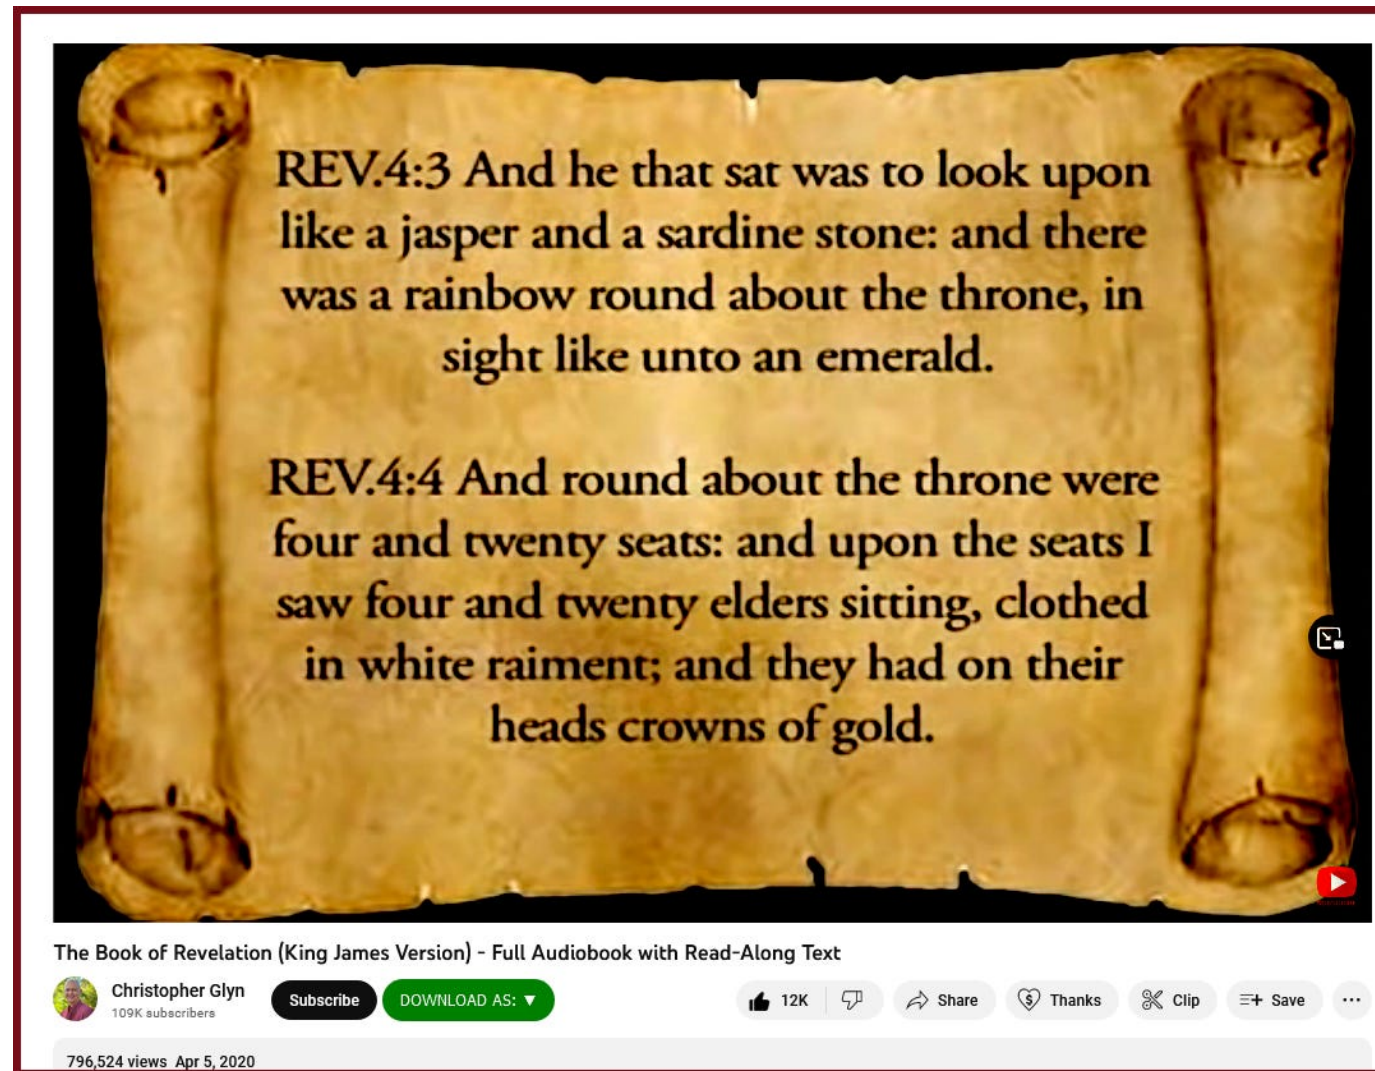 REV.4:3 And he that sat was to look upon
like a jasper and a sardine stone: and there
was a rainbow round about the throne, in
sight like unto an emerald.
REV.4:4 And round about the throne were
four and twenty seats: and upon the seats I
saw four and twenty elders sitting, clothed
in white raiment; and they had on their
heads crowns of gold.
The Book of Revelation (King James Version) - Full Audiobook with Read-Along Text
Christopher Glyn
109K subscribers
Subscribe
DOWNLOAD AS: ▼
12K
Share
Thanks
Clip
Save
...
796,524 views Apr 5, 2020